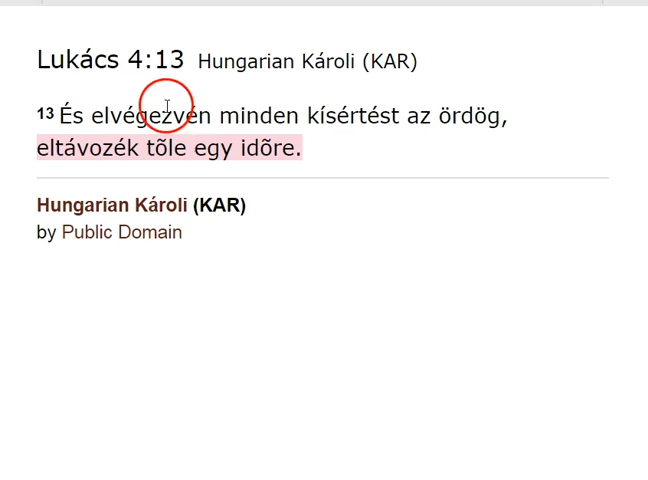 Lukács 4:13 Hungarian Károli (KAR)
13 És elvégezvén minden kísértést az ördög,
eltávozék tõle egy idõre.
Hungarian Károli (KAR)
by Public Domain